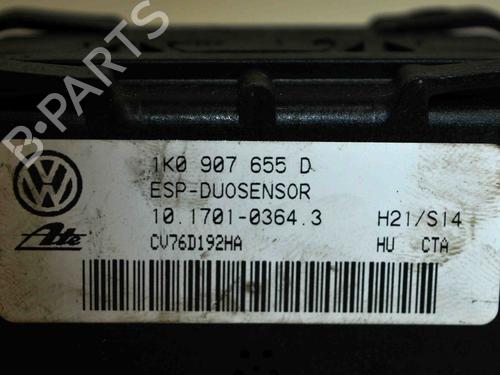 B-PARTS
1K0 907 655 D
ESP-DUOSENSOR
10.1701-0364.3 H21/S14
Ate CV76D192HA HU CTA